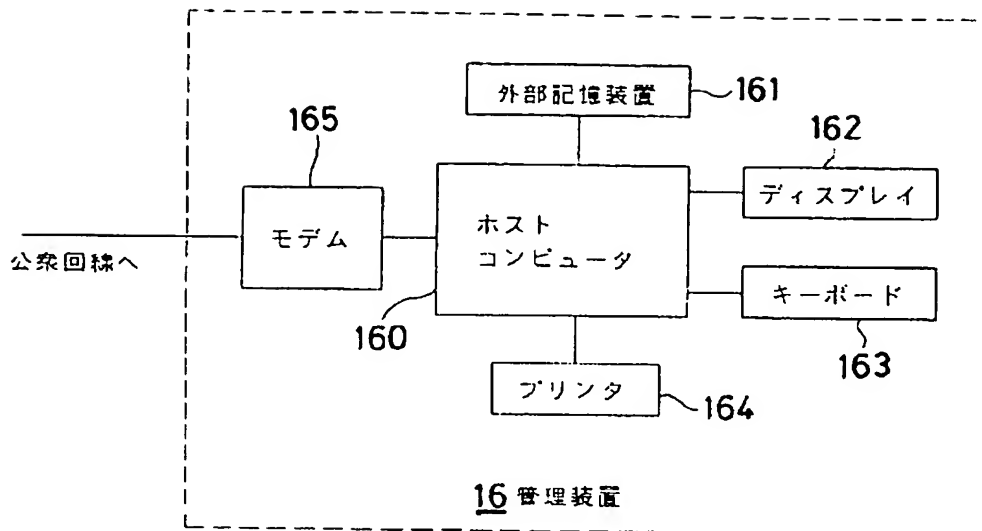 外部記憶装置
161
165
162
ディスプレイ
モデム
ホスト
コンピュータ
公衆回線へ
160
キーボード
163
プリンタ
164
16 管理装置